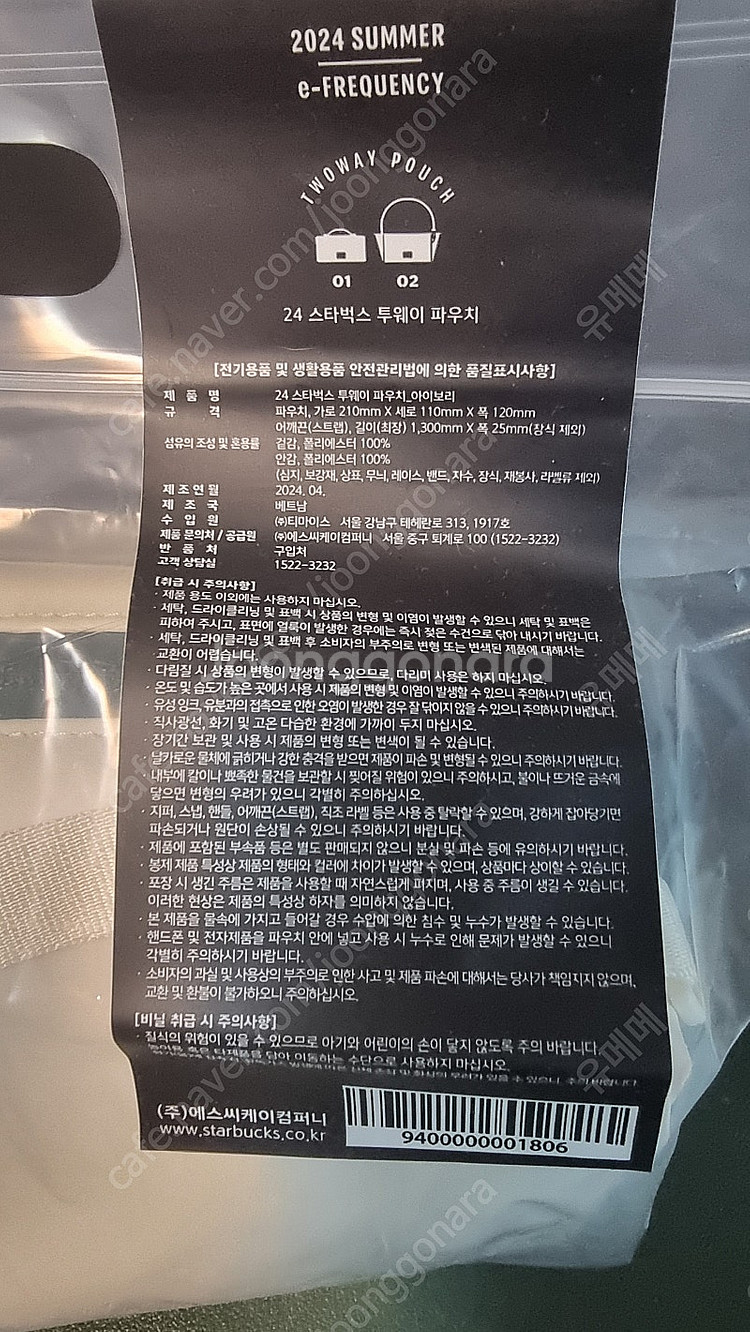 2024 SUMMER
e-FREQUENCY
TWOWAY POUCH
01 02
24 스타벅스 투웨이 파우치
[전기용품 및 생활용품 안전관리법에 의한 품질표시사항]
제 품 명 24 스타벅스 투웨이 파우치_아이보리
규 격 파우치, 가로 210mm X 세로 110mm X 폭 120mm
어깨끈(스트랩), 길이(최장) 1,300mm X 폭 25mm(장식 제외)
섬유의 조성 및 혼용률 겉감, 폴리에스터 100%
안감, 폴리에스터 100%
(심지, 보강재, 상표, 무늬, 레이스, 밴드, 자수, 장식, 재봉사, 라벨류 제외)
제조연월 2024. 04.
제 조 국 베트남
수 입 원 ㈜티마이스 서울 강남구 테헤란로 313, 1917호
제품 문의처 / 공급원 ㈜에스씨케이컴퍼니 서울 중구 퇴계로 100 (1522-3232)
반 품 처 구입처
고객 상담실 1522-3232
[취급 시 주의사항]
· 제품 용도 이외에는 사용하지 마십시오.
· 세탁, 드라이클리닝 및 표백 시 상품의 변형 및 이염이 발생할 수 있으니 세탁 및 표백은
피하여 주시고, 표면에 얼룩이 발생한 경우에는 즉시 젖은 수건으로 닦아 내시기 바랍니다.
· 세탁, 드라이클리닝 및 표백 후 소비자의 부주의로 변형 또는 변색된 제품에 대해서는
교환이 어렵습니다.
· 다림질 시 상품의 변형이 발생할 수 있으므로, 다리미 사용은 하지 마십시오.
· 온도 및 습도가 높은 곳에서 사용 시 제품의 변형 및 이염이 발생할 수 있으니 주의하시기 바랍니다.
· 유성 잉크, 유분과의 접촉으로 인한 오염이 발생한 경우 잘 닦이지 않을 수 있으니 주의하시기 바랍니다.
· 직사광선, 화기 및 고온 다습한 환경에 가까이 두지 마십시오.
· 장기간 보관 및 사용 시 제품의 변형 또는 변색이 될 수 있습니다.
· 날카로운 물체에 긁히거나 강한 충격을 받으면 제품이 파손 및 변형될 수 있으니 주의하시기 바랍니다.
· 내부에 칼이나 뾰족한 물건을 보관할 시 찢어질 위험이 있으니 주의하시고, 불이나 뜨거운 금속에
닿으면 변형의 우려가 있으니 각별히 주의하십시오.
· 지퍼, 스냅, 핸들, 어깨끈(스트랩), 직조 라벨 등은 사용 중 탈락할 수 있으며, 강하게 잡아당기면
파손되거나 원단이 손상될 수 있으니 주의하시기 바랍니다.
· 제품에 포함된 부속품 등은 별도 판매되지 않으니 분실 및 파손 등에 유의하시기 바랍니다.
· 봉제 제품 특성상 제품의 형태와 컬러에 차이가 발생할 수 있으며, 상품마다 상이할 수 있습니다.
· 포장 시 생긴 주름은 제품을 사용할 때 자연스럽게 펴지며, 사용 중 주름이 생길 수 있습니다.
이러한 현상은 제품의 특성상 하자를 의미하지 않습니다.
· 본 제품을 물속에 가지고 들어갈 경우 수압에 의한 침수 및 누수가 발생할 수 있습니다.
· 핸드폰 및 전자제품을 파우치 안에 넣고 사용 시 누수로 인해 문제가 발생할 수 있으니
각별히 주의하시기 바랍니다.
· 소비자의 과실 및 사용상의 부주의로 인한 사고 및 제품 파손에 대해서는 당사가 책임지지 않으며,
교환 및 환불이 불가하오니 주의하십시오.
[비닐 취급 시 주의사항]
· 질식의 위험이 있을 수 있으므로 아기와 어린이의 손이 닿지 않도록 주의 바랍니다.
타제품을 담아 이동하는 수단으로 사용하지 마십시오.
(주)에스씨케이컴퍼니
www.starbucks.co.kr
9400000001806
cafe.naver.com/joonggonara
유메메
joonggonara